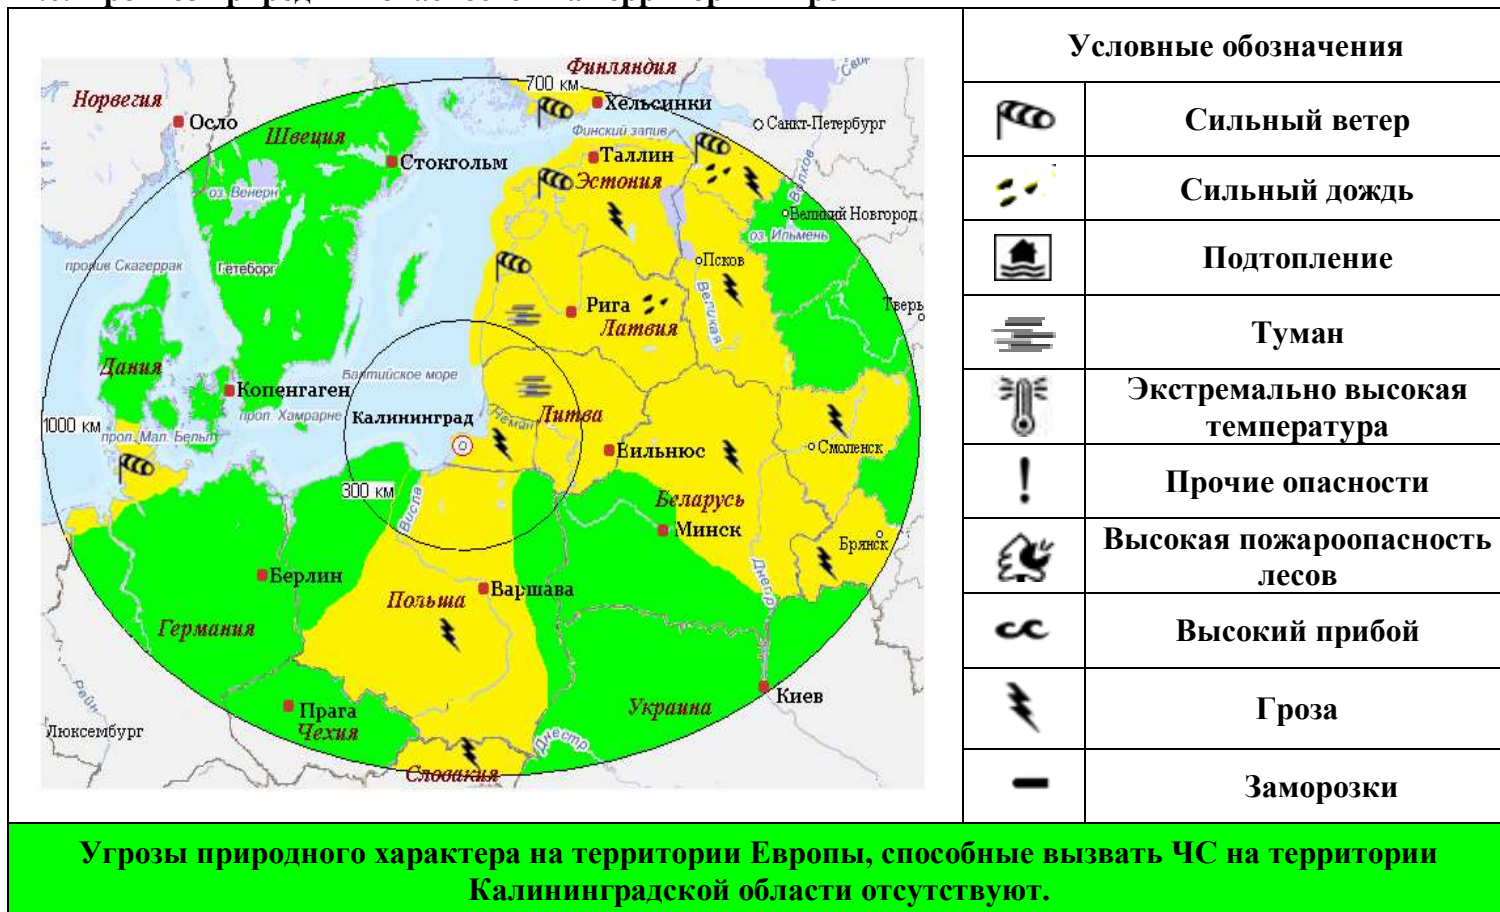 Условные обозначения
Сильный ветер
Сильный дождь
Подтопление
Туман
Экстремально высокая
температура
Прочие опасности
Высокая пожароопасность
лесов
Высокий прибой
Гроза
Заморозки
Финляндия
700 км
Норвегия
Хельсинки
Осло
Швеция
Финский залив
Санкт-Петербург
Волхов
Стокгольм
Таллин
Эстония
оз. Венерн
Великий Новгород
оз. Ильмень
пролив Скагеррак
Гетеборг
Псков
Великая
Рига
Латвия
Тверь
Дания
Балтийское море
Копенгаген
прол. Хамрарне
Калининград
Неман
Литва
1000 км
прол. Мал. Бельт
Еильнюс
Смоленск
300 км
Висла
Беларусь
Минск
Брянск
Берлин
Варшава
Польша
Днепр
Германия
Рейн
Прага
Чехия
Украина
Киев
Люксембург
Днестр
Словакия
Угрозы природного характера на территории Европы, способные вызвать ЧС на территории
Калининградской области отсутствуют.